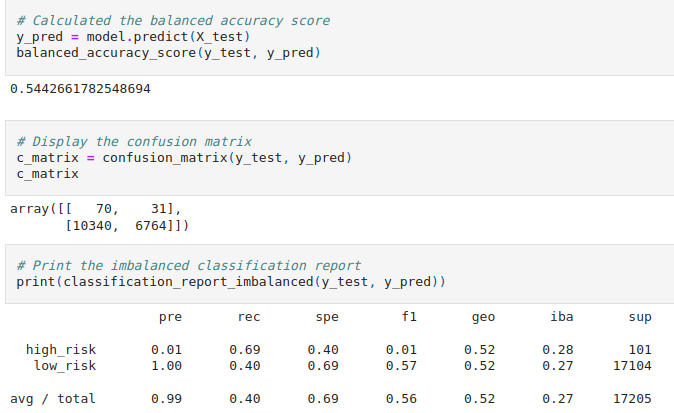 # Calculated the balanced accuracy score
y_pred = model.predict(X_test)
balanced_accuracy_score(y_test, y_pred)
0.5442661782548694
# Display the confusion matrix
c_matrix = confusion_matrix(y_test, y_pred)
c_matrix
array([[   70,    31],
       [10340,  6764]])
# Print the imbalanced classification report
print(classification_report_imbalanced(y_test, y_pred))
pre rec spe f1 geo iba sup
high_risk 0.01 0.69 0.40 0.01 0.52 0.28 101
low_risk 1.00 0.40 0.69 0.57 0.52 0.27 17104
avg / total 0.99 0.40 0.69 0.56 0.52 0.27 17205